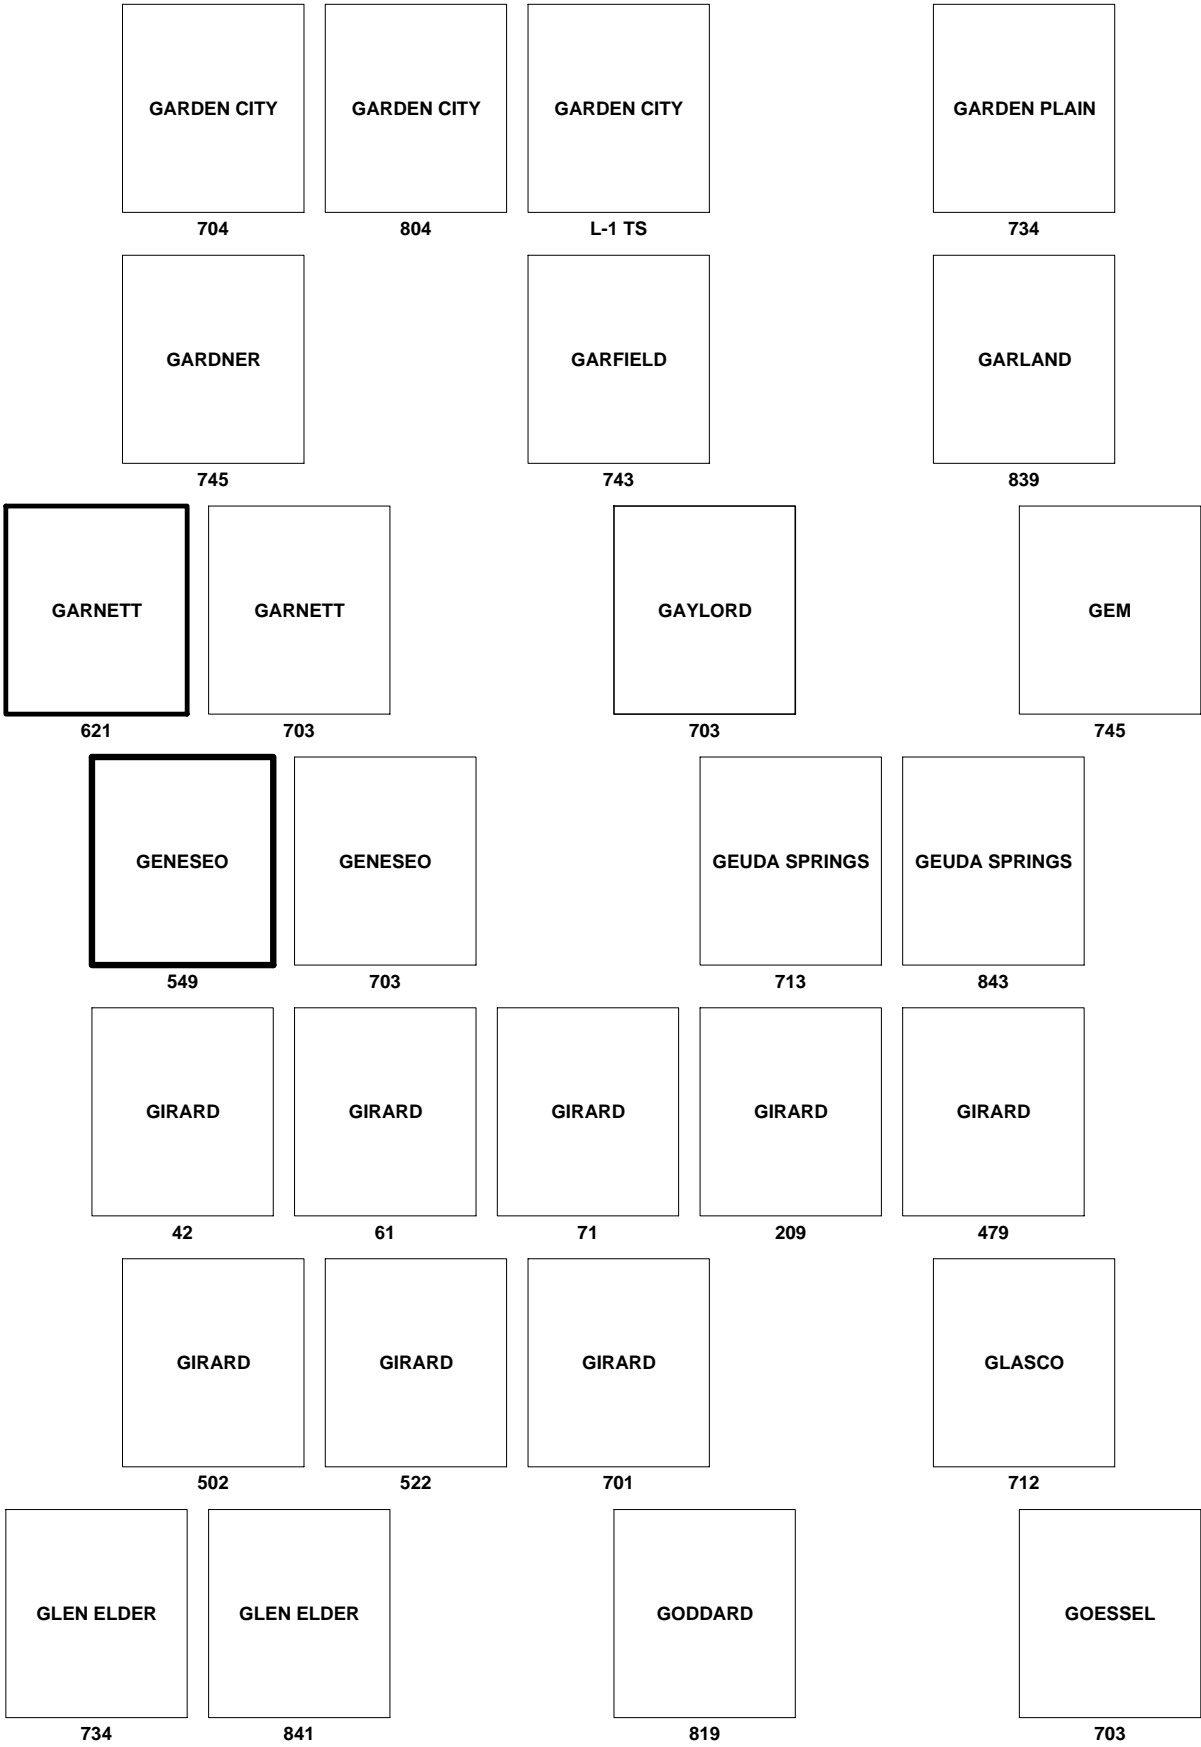 GARDEN CITY GARDEN CITY GARDEN CITY GARDEN PLAIN
704 804 L-1 TS 734
GARDNER GARFIELD GARLAND
745 743 839
GARNETT GARNETT GAYLORD GEM
621 703 703 745
GENESEO GENESEO GEUDA SPRINGS GEUDA SPRINGS
549 703 713 843
GIRARD GIRARD GIRARD GIRARD GIRARD
42 61 71 209 479
GIRARD GIRARD GIRARD GLASCO
502 522 701 712
GLEN ELDER GLEN ELDER GODDARD GOESSEL
734 841 819 703